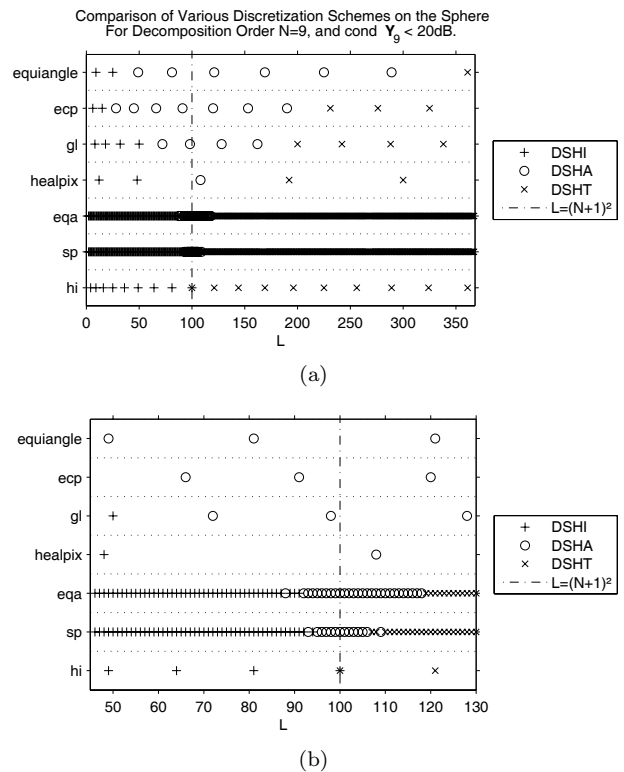 Comparison of Various Discretization Schemes on the Sphere
For Decomposition Order N=9, and cond Y₉ < 20dB.
equiangle
ecp
gl
healpix
eqa
sp
hi
0 50 100 150 200 250 300 350
L
+ DSHI
○ DSHA
× DSHT
L=(N+1)²
(a)
equiangle
ecp
gl
healpix
eqa
sp
hi
50 60 70 80 90 100 110 120 130
L
+ DSHI
○ DSHA
× DSHT
L=(N+1)²
(b)